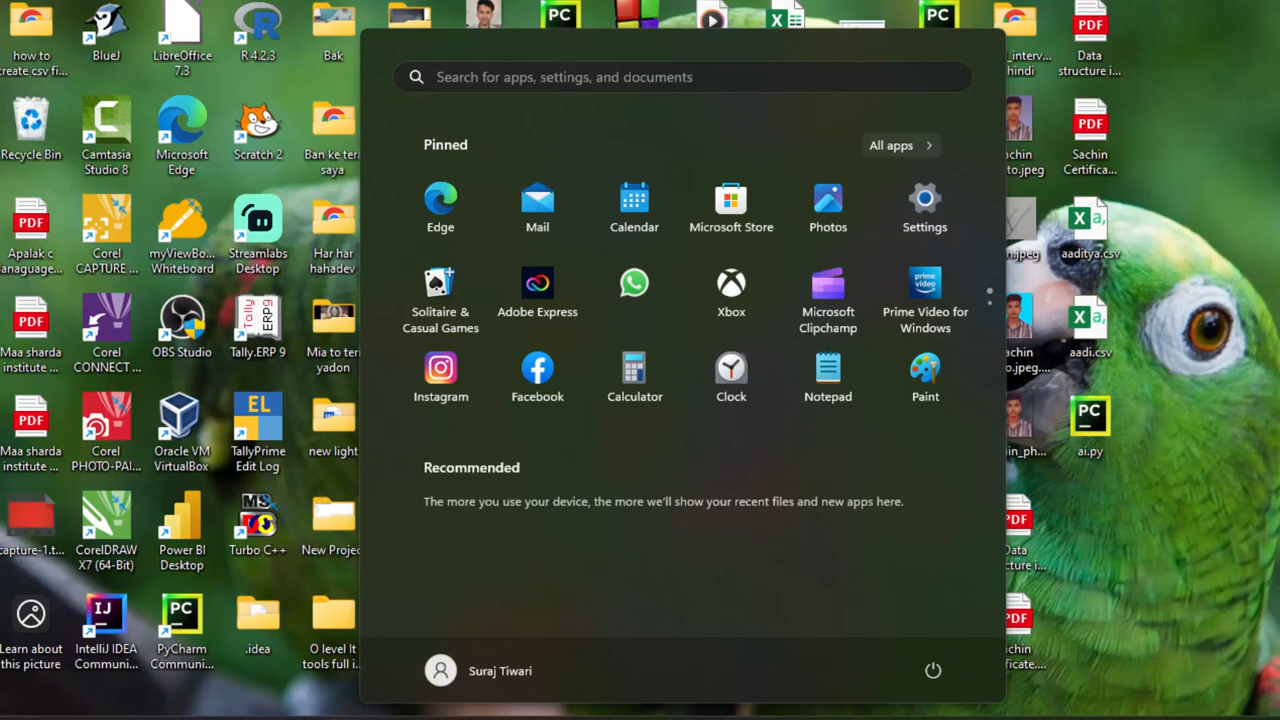 how to
create csv fi...
BlueJ
LibreOffice
7.3
R 4.2.3
Bak
PC
PC
_interv...
hindi
PDF
Data
structure i...
Search for apps, settings, and documents
Recycle Bin
Camtasia
Studio 8
Microsoft
Edge
Scratch 2
Ban ke tera
saya
Pinned
All apps
achin
to.jpeg
PDF
Sachin
Certifica...
Edge
Mail
Calendar
Microsoft Store
Photos
Settings
PDF
Apalak c
anaguage...
Corel
CAPTURE ...
myViewBo...
Whiteboard
Streamlabs
Desktop
Har har
hahadev
n.jpeg
aaditya.csv
Solitaire &
Casual Games
Adobe Express
Xbox
Microsoft
Clipchamp
prime
video
Prime Video for
Windows
PDF
Maa sharda
institute ...
Corel
CONNECT ...
OBS Studio
Tally
ERP9
Tally.ERP 9
Mia to teri
yadon
achin
to.jpeg...
aadi.csv
Instagram
Facebook
Calculator
Clock
Notepad
Paint
PDF
Maa sharda
institute ...
Corel
PHOTO-PAI...
Oracle VM
VirtualBox
EL
TallyPrime
Edit Log
new light
in_ph...
PC
ai.py
Recommended
The more you use your device, the more we'll show your recent files and new apps here.
capture-1.t...
CorelDRAW
X7 (64-Bit)
Power BI
Desktop
MS
Turbo C++
New Projec
PDF
Data
cture i...
IJ
PC
PDF
Learn about
this picture
IntelliJ IDEA
Communi...
PyCharm
Communi...
.idea
O level It
tools full i...
achin
ificate....
Suraj Tiwari